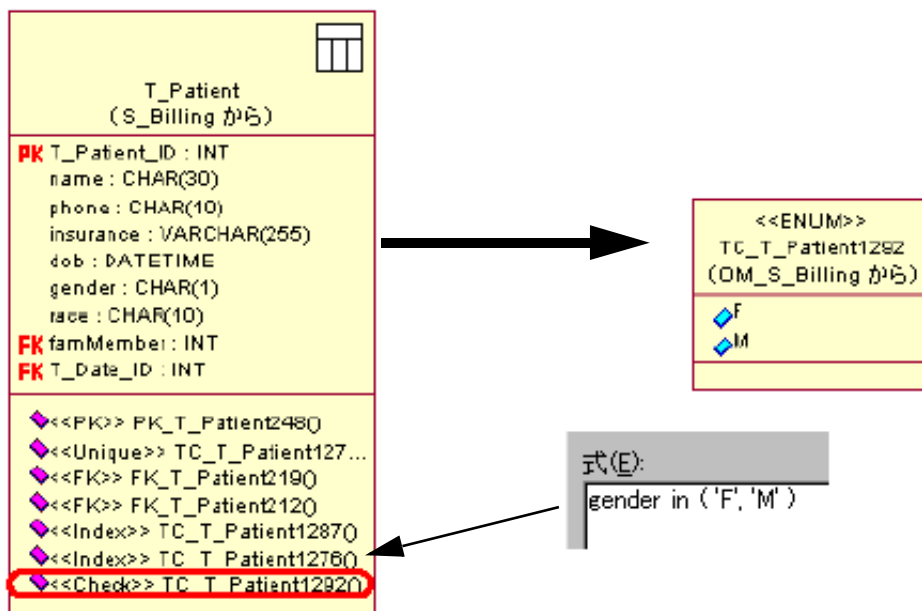 T_Patient
(S_Billing から)
PK T_Patient_ID : INT
name : CHAR(30)
phone : CHAR(10)
insurance : VARCHAR(255)
dob : DATETIME
gender : CHAR(1)
race : CHAR(10)
FK famMember : INT
FK T_Date_ID : INT
<<PK>> PK_T_Patient248()
<<Unique>> TC_T_Patient127...
<<FK>> FK_T_Patient219()
<<FK>> FK_T_Patient212()
<<Index>> TC_T_Patient1287()
<<Index>> TC_T_Patient1276()
<<Check>> TC_T_Patient1292()
<<ENUM>>
TC_T_Patient1292
(OM_S_Billing から)
F
M
式(E):
gender in ( 'F', 'M' )